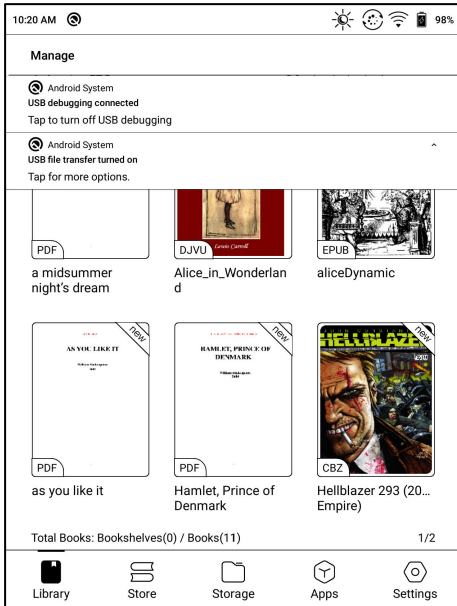 10:20 AM
98%
Manage
Android System
USB debugging connected
Tap to turn off USB debugging
Android System
USB file transfer turned on
Tap for more options.
Lewis Carroll
PDF
DJVU
EPUB
a midsummer
night's dream
Alice_in_Wonderlan
d
aliceDynamic
new
AS YOU LIKE IT
William Shakespeare
PDF
new
HAMLET, PRINCE OF
DENMARK
William Shakespeare
PDF
new
HELLBLAZER
CBZ
as you like it
Hamlet, Prince of
Denmark
Hellblazer 293 (20...
Empire)
Total Books: Bookshelves(0) / Books(11)
1/2
Library
Store
Storage
Apps
Settings